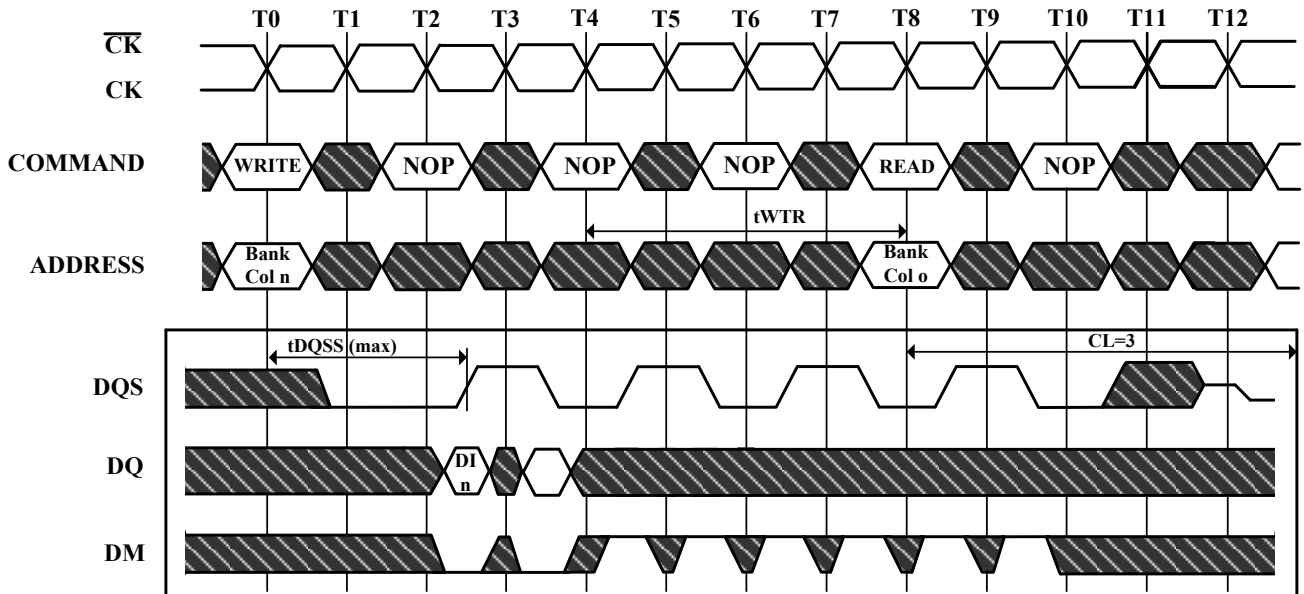 T0 T1 T2 T3 T4 T5 T6 T7 T8 T9 T10 T11 T12
CK
CK
COMMAND WRITE NOP NOP NOP READ NOP
tWTR
ADDRESS Bank Col n Bank Col o
tDQSS (max) CL=3
DQS
DQ DI n
DM